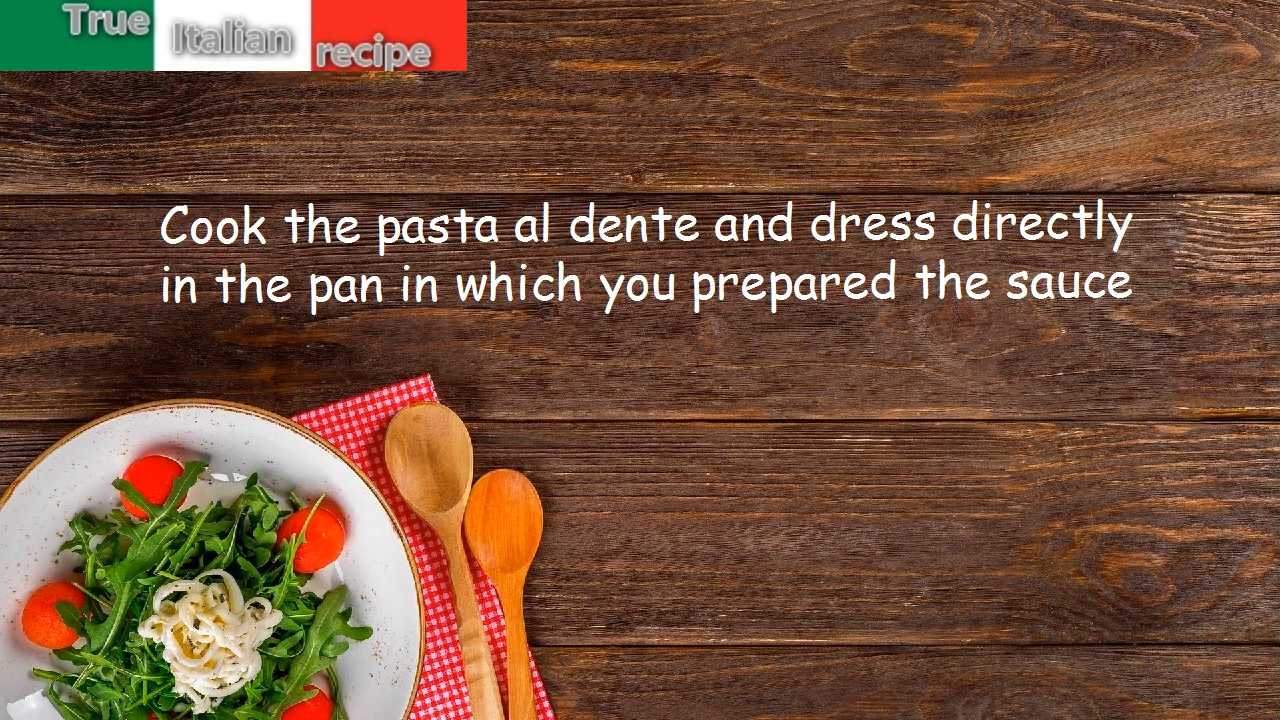 True Italian recipe
Cook the pasta al dente and dress directly
in the pan in which you prepared the sauce